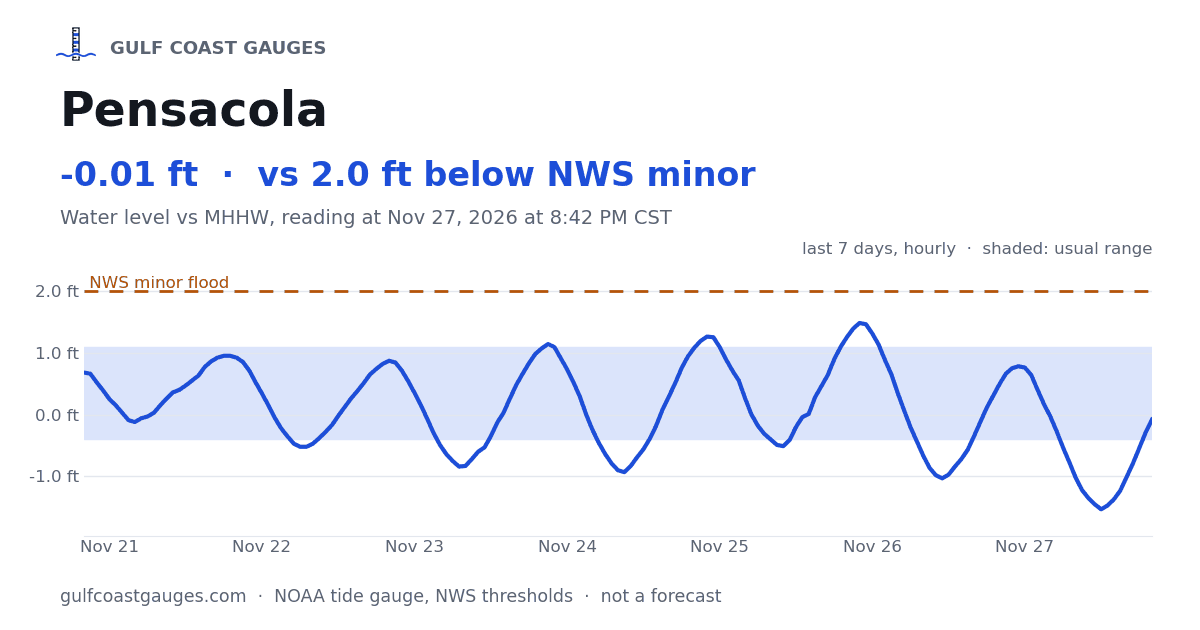 GULF COAST GAUGES
Pensacola
-0.01 ft · vs 2.0 ft below NWS minor
Water level vs MHHW, reading at Nov 27, 2026 at 8:42 PM CST
last 7 days, hourly · shaded: usual range
NWS minor flood
2.0 ft
1.0 ft
0.0 ft
-1.0 ft
Nov 21 Nov 22 Nov 23 Nov 24 Nov 25 Nov 26 Nov 27
gulfcoastgauges.com · NOAA tide gauge, NWS thresholds · not a forecast